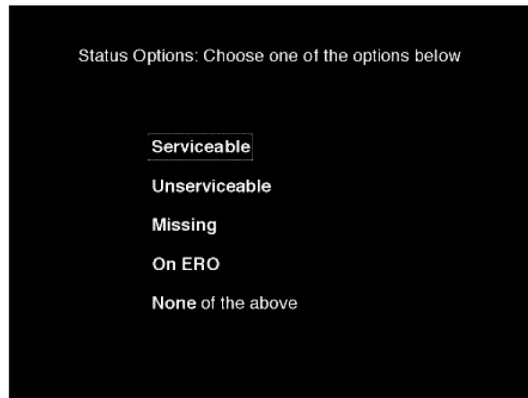 Status Options: Choose one of the options below
Serviceable
Unserviceable
Missing
On ERO
None of the above